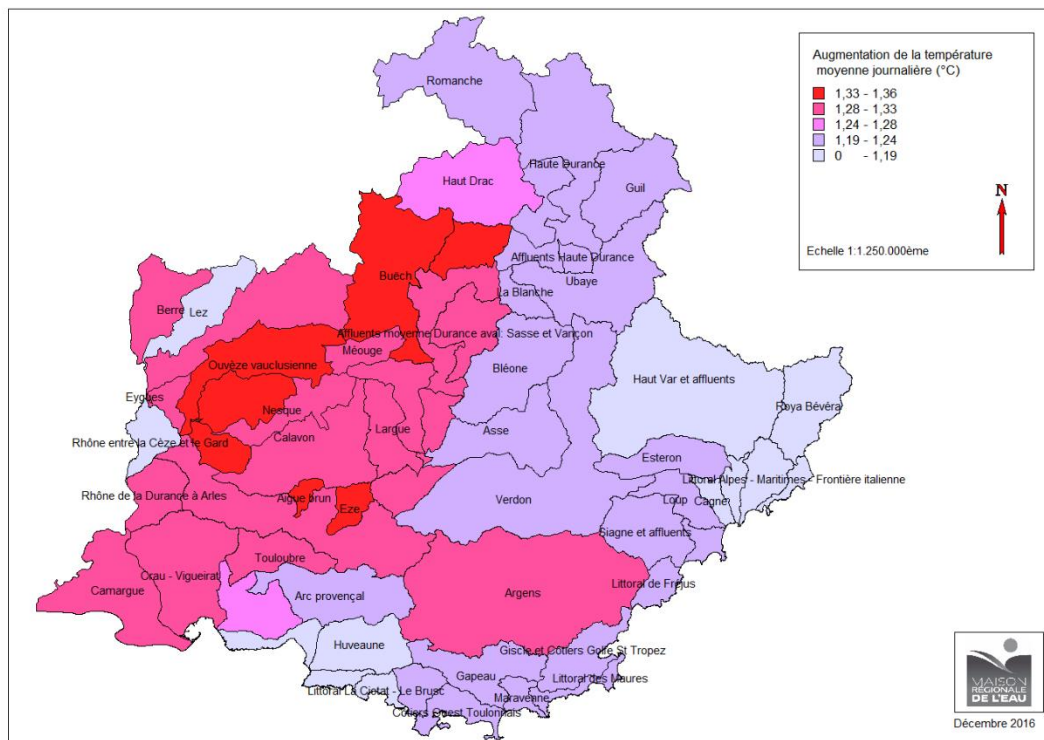 Augmentation de la température
moyenne journalière (°C)
1,33 - 1,36
1,28 - 1,33
1,24 - 1,28
1,19 - 1,24
0 - 1,19
N
Echelle 1:1.250.000ème
Romanche
Haute Durance
Haut Drac
Guil
Affluents Haute Durance
Buëch
Ubaye
La Blanche
Berre
Lez
Affluents moyenne Durance aval: Sasse et Vançon
Méouge
Ouvèze vauclusienne
Bléone
Haut Var et affluents
Eygues
Nesque
Roya Bévéra
Rhône entre la Cèze et le Gard
Calavon
Largue
Asse
Esteron
Littoral Alpes - Maritimes - Frontière italienne
Rhône de la Durance à Arles
Aigue brun
Eze
Verdon
Loup
Cagne
Siagne et affluents
Touloubre
Camargue
Crau - Vigueirat
Arc provençal
Argens
Littoral de Fréjus
Huveaune
Giscle et Côtiers Golfe St Tropez
Gapeau
Littoral des Maures
Littoral La Ciotat - Le Brusc
Maravenne
Côtiers Ouest Toulonnais
MAISON
RÉGIONALE
DE L'EAU
Décembre 2016